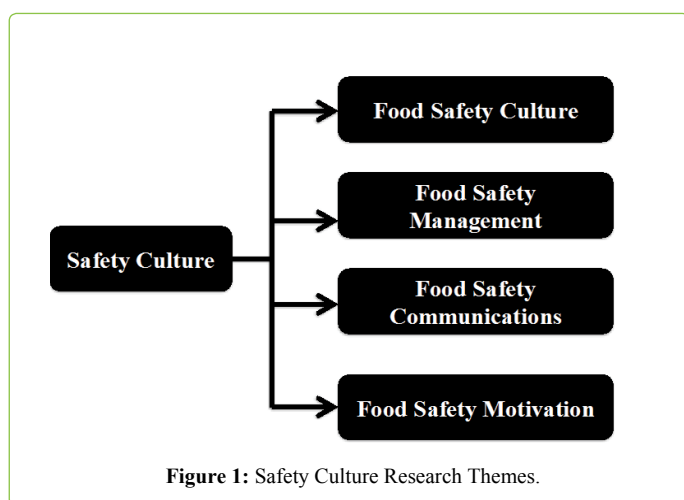 Food Safety Culture
Food Safety
Management
Safety Culture
Food Safety
Communications
Food Safety Motivation
Figure 1: Safety Culture Research Themes.